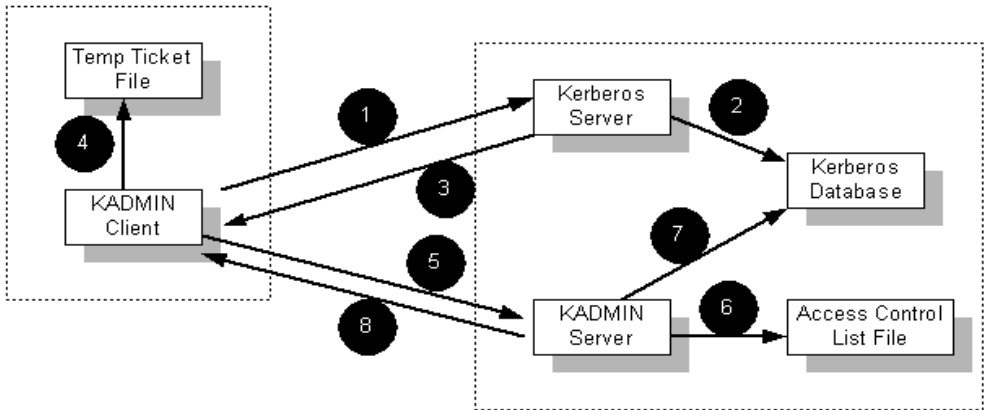 Temp Ticket
File
4
KADMIN
Client
1
3
5
8
Kerberos
Server
2
Kerberos
Database
7
KADMIN
Server
6
Access Control
List File